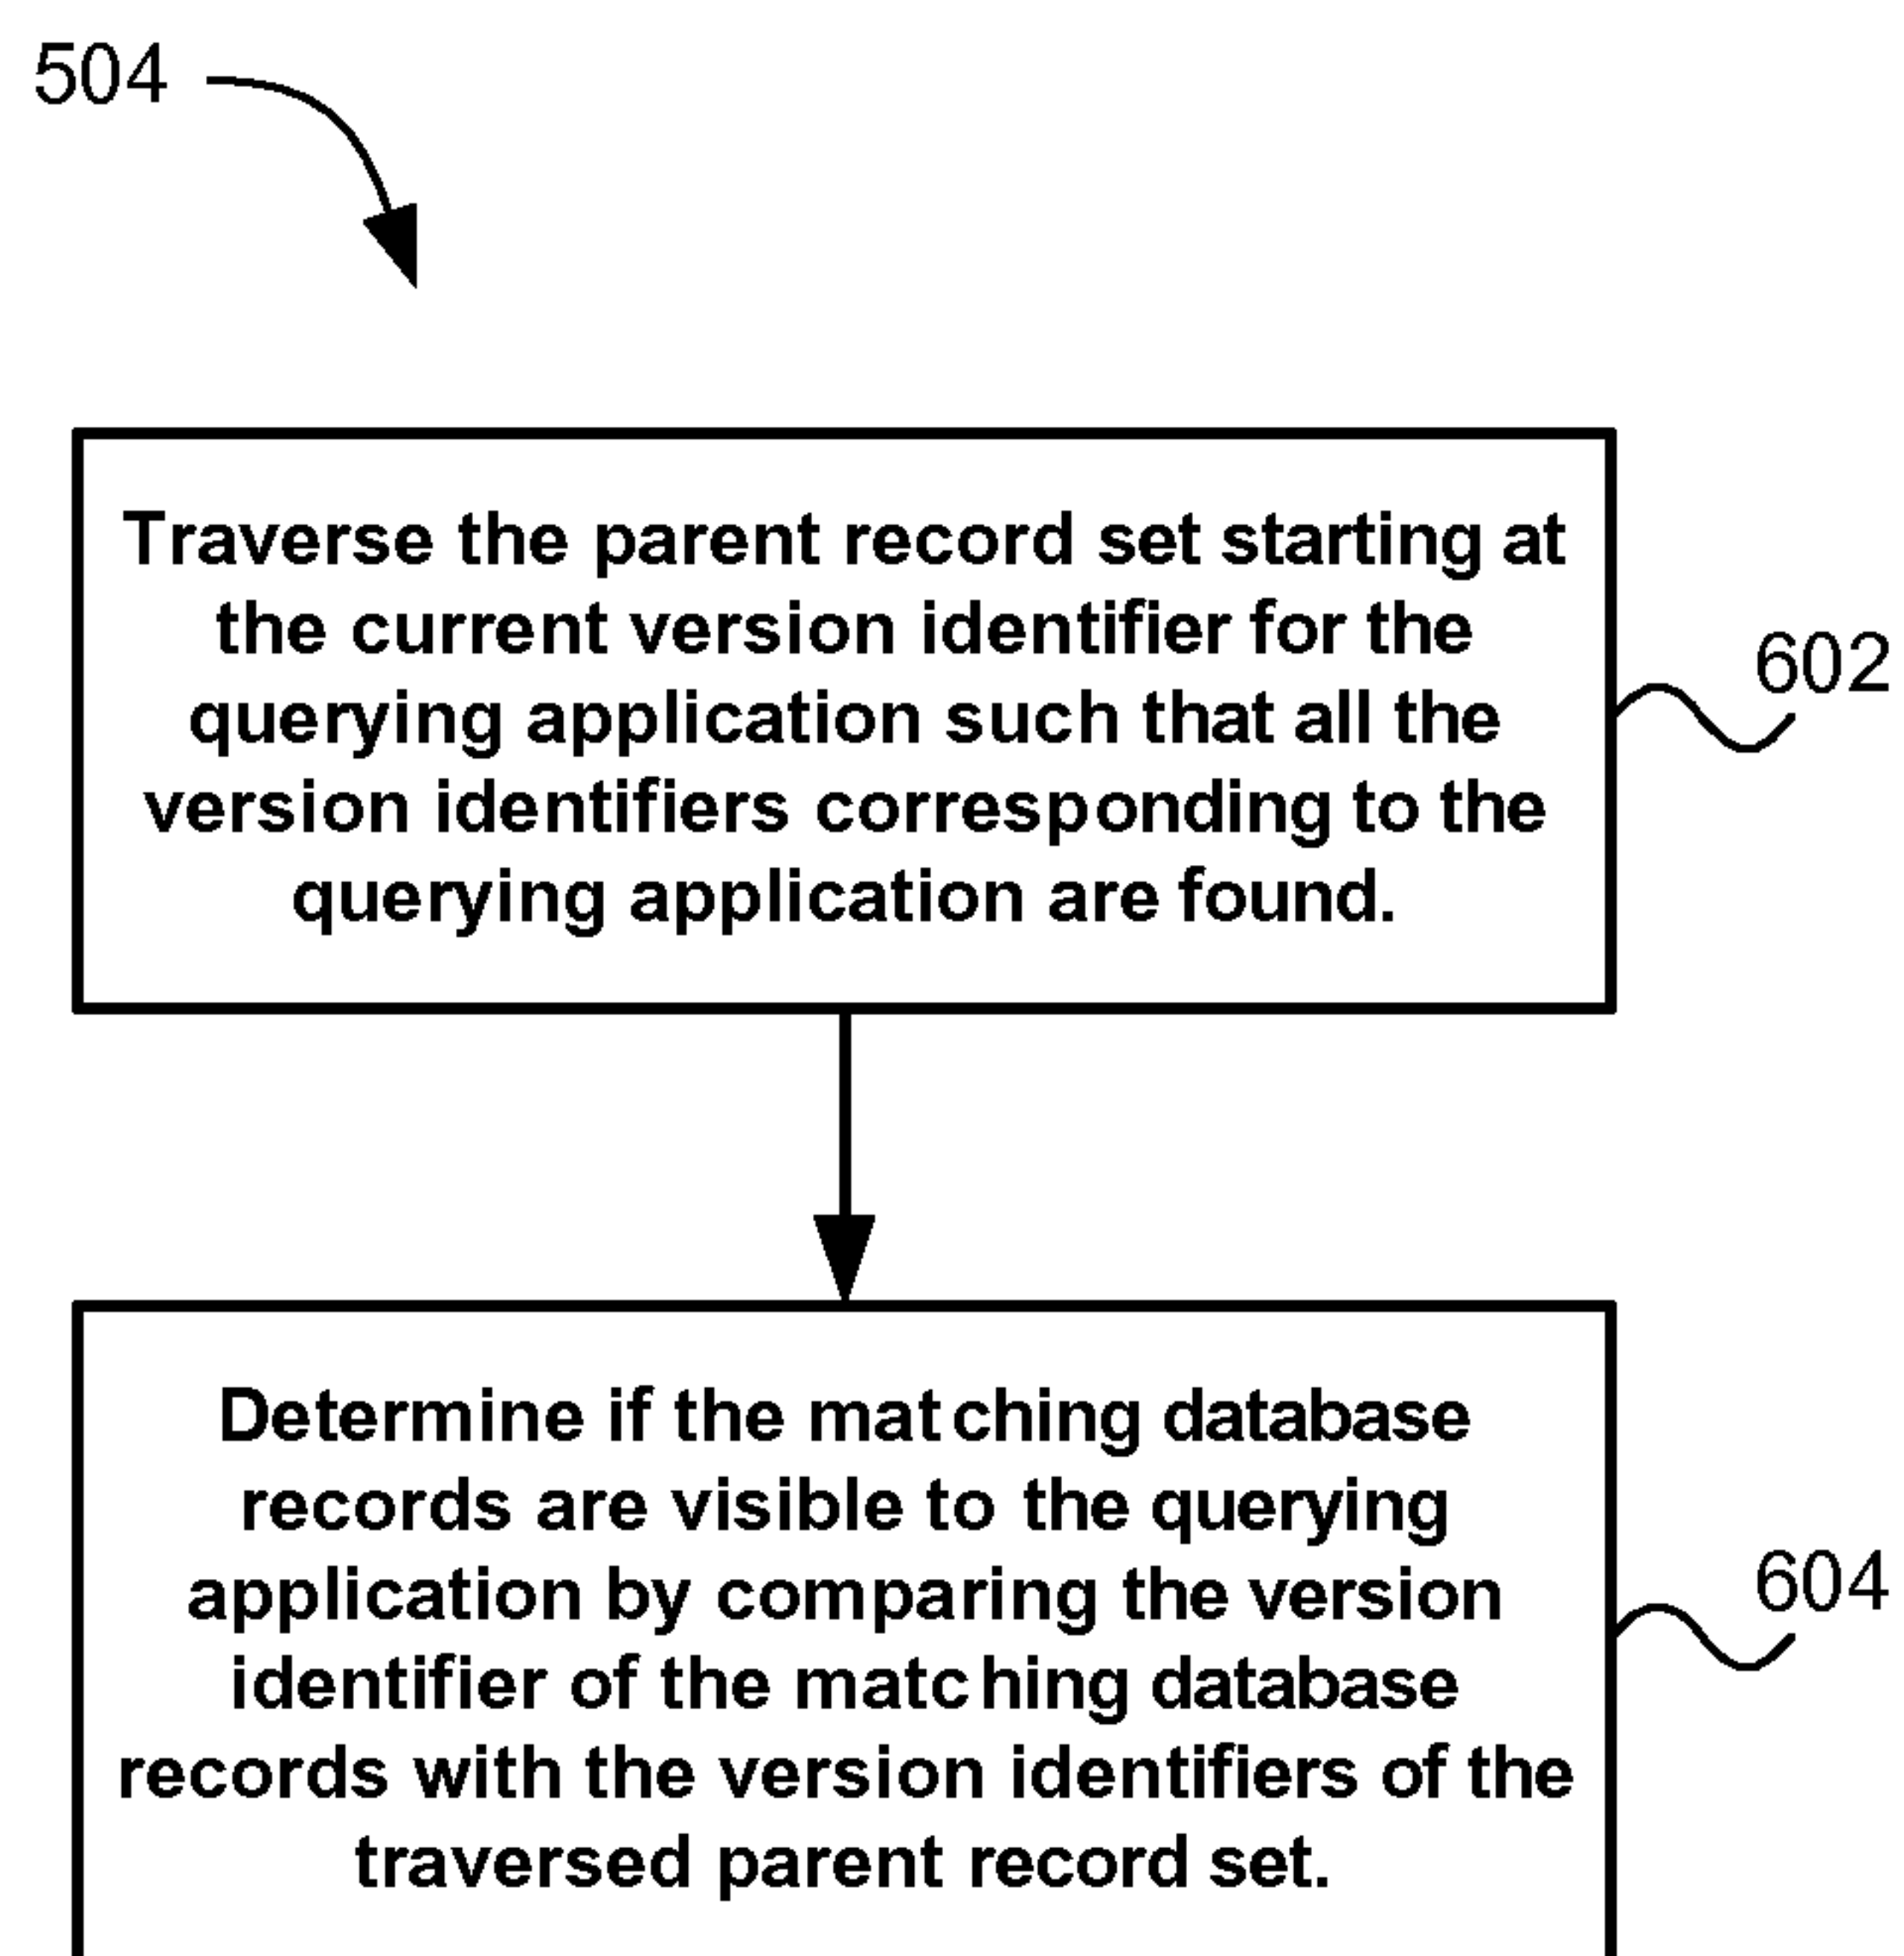 504
Traverse the parent record set starting at
the current version identifier for the
querying application such that all the
version identifiers corresponding to the
querying application are found.
602
Determine if the matching database
records are visible to the querying
application by comparing the version
identifier of the matching database
records with the version identifiers of the
traversed parent record set.
604